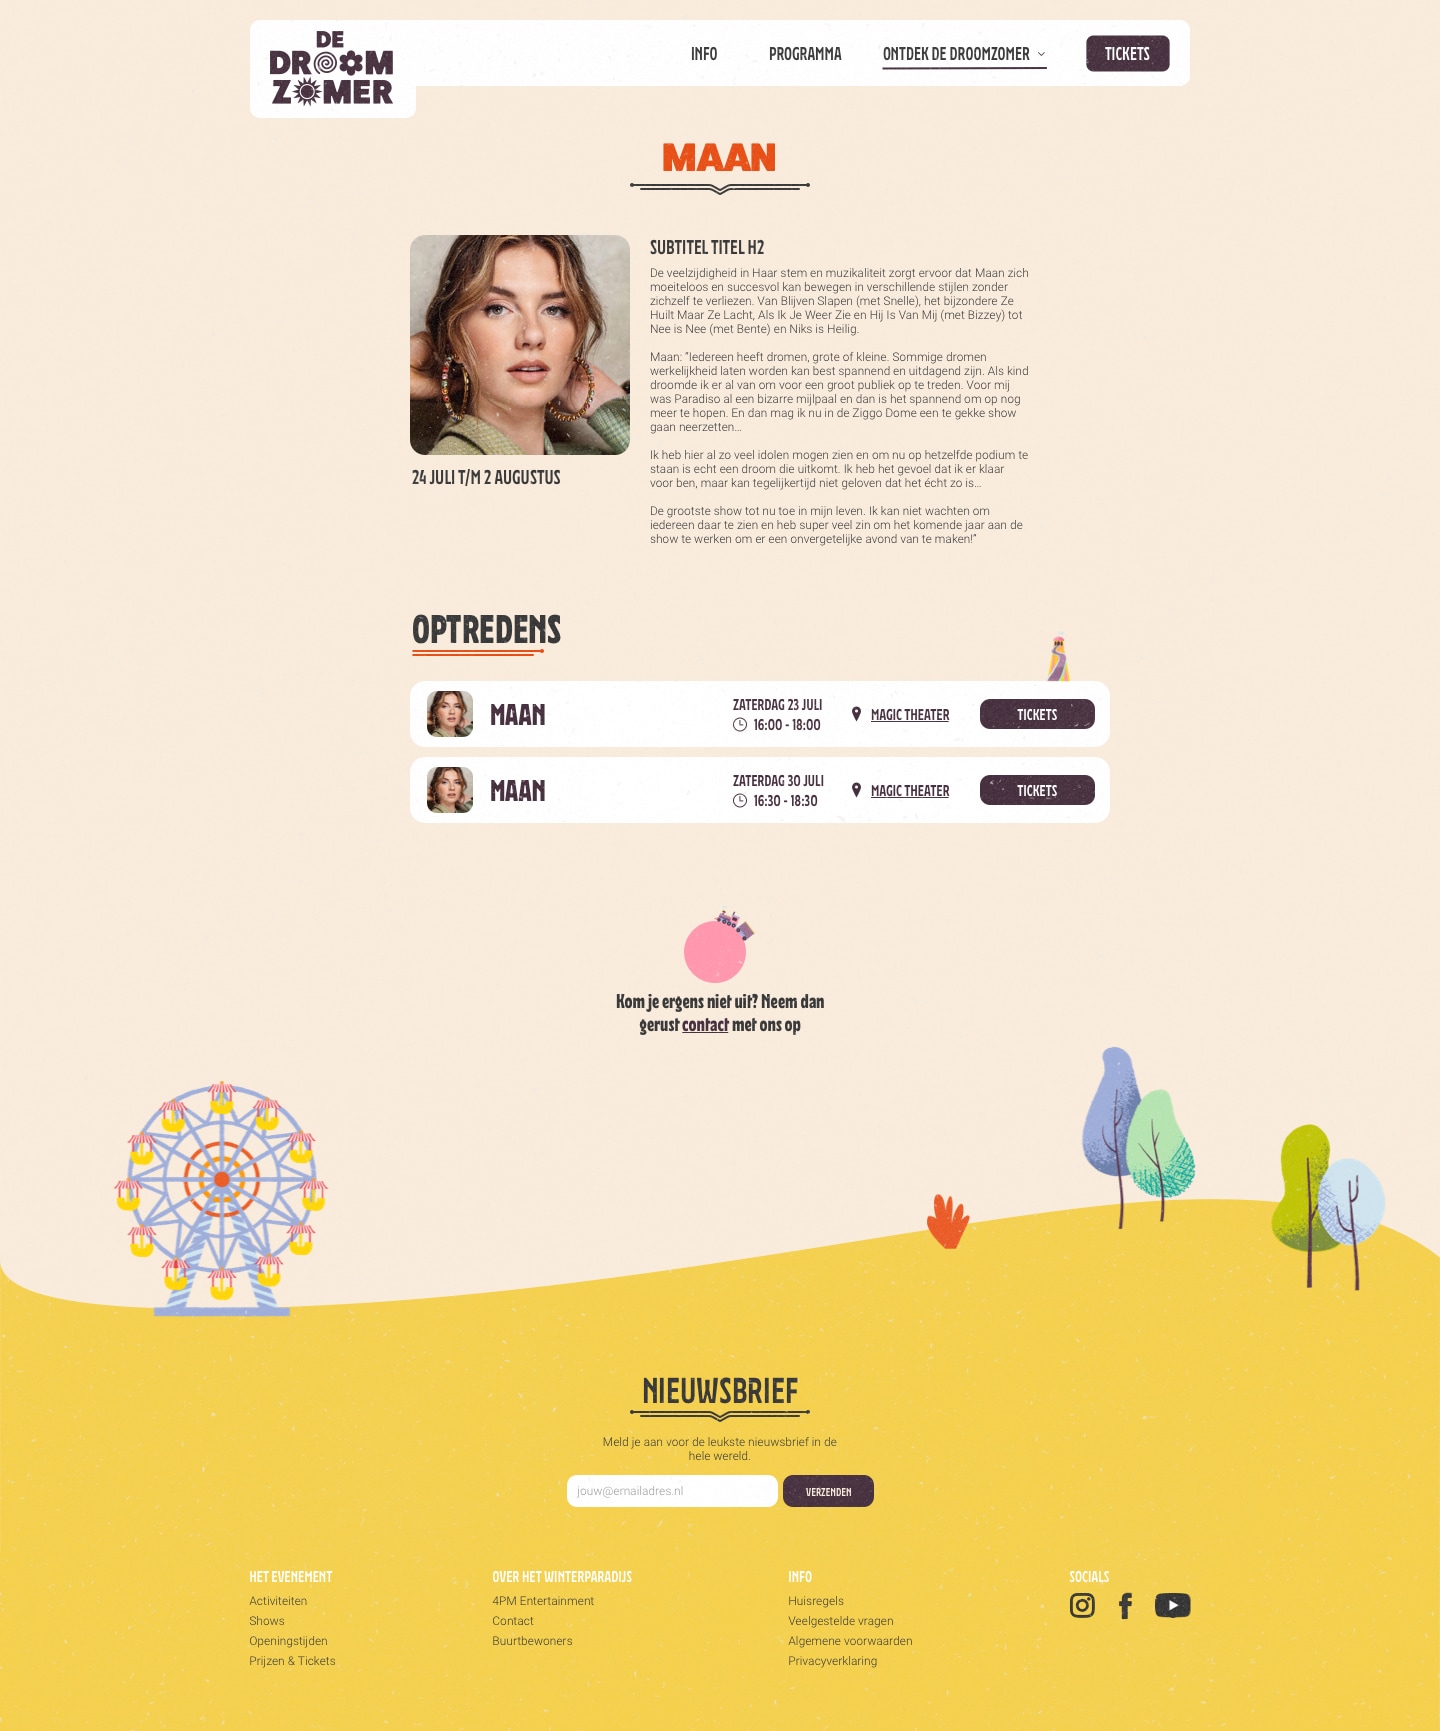 DE
DROOM
ZOMER
INFO
PROGRAMMA
ONTDEK DE DROOMZOMER
TICKETS
MAAN
24 JULI T/M 2 AUGUSTUS
SUBTITEL TITEL H2
De veelzijdigheid in Haar stem en muzikaliteit zorgt ervoor dat Maan zich
moeiteloos en succesvol kan bewegen in verschillende stijlen zonder
zichzelf te verliezen. Van Blijven Slapen (met Snelle), het bijzondere Ze
Huilt Maar Ze Lacht, Als Ik Je Weer Zie en Hij Is Van Mij (met Bizzey) tot
Nee is Nee (met Bente) en Niks is Heilig.
Maan: “Iedereen heeft dromen, grote of kleine. Sommige dromen
werkelijkheid laten worden kan best spannend en uitdagend zijn. Als kind
droomde ik er al van om voor een groot publiek op te treden. Voor mij
was Paradiso al een bizarre mijlpaal en dan is het spannend om op nog
meer te hopen. En dan mag ik nu in de Ziggo Dome een te gekke show
gaan neerzetten…
Ik heb hier al zo veel idolen mogen zien en om nu op hetzelfde podium te
staan is echt een droom die uitkomt. Ik heb het gevoel dat ik er klaar
voor ben, maar kan tegelijkertijd niet geloven dat het écht zo is…
De grootste show tot nu toe in mijn leven. Ik kan niet wachten om
iedereen daar te zien en heb super veel zin om het komende jaar aan de
show te werken om er een onvergetelijke avond van te maken!”
OPTREDENS
MAAN
ZATERDAG 23 JULI
16:00 - 18:00
MAGIC THEATER
TICKETS
MAAN
ZATERDAG 30 JULI
16:30 - 18:30
MAGIC THEATER
TICKETS
Kom je ergens niet uit? Neem dan
gerust contact met ons op
NIEUWSBRIEF
Meld je aan voor de leukste nieuwsbrief in de
hele wereld.
jouw@emailadres.nl
VERZENDEN
HET EVENEMENT
Activiteiten
Shows
Openingstijden
Prijzen & Tickets
OVER HET WINTERPARADIJS
4PM Entertainment
Contact
Buurtbewoners
INFO
Huisregels
Veelgestelde vragen
Algemene voorwaarden
Privacyverklaring
SOCIALS